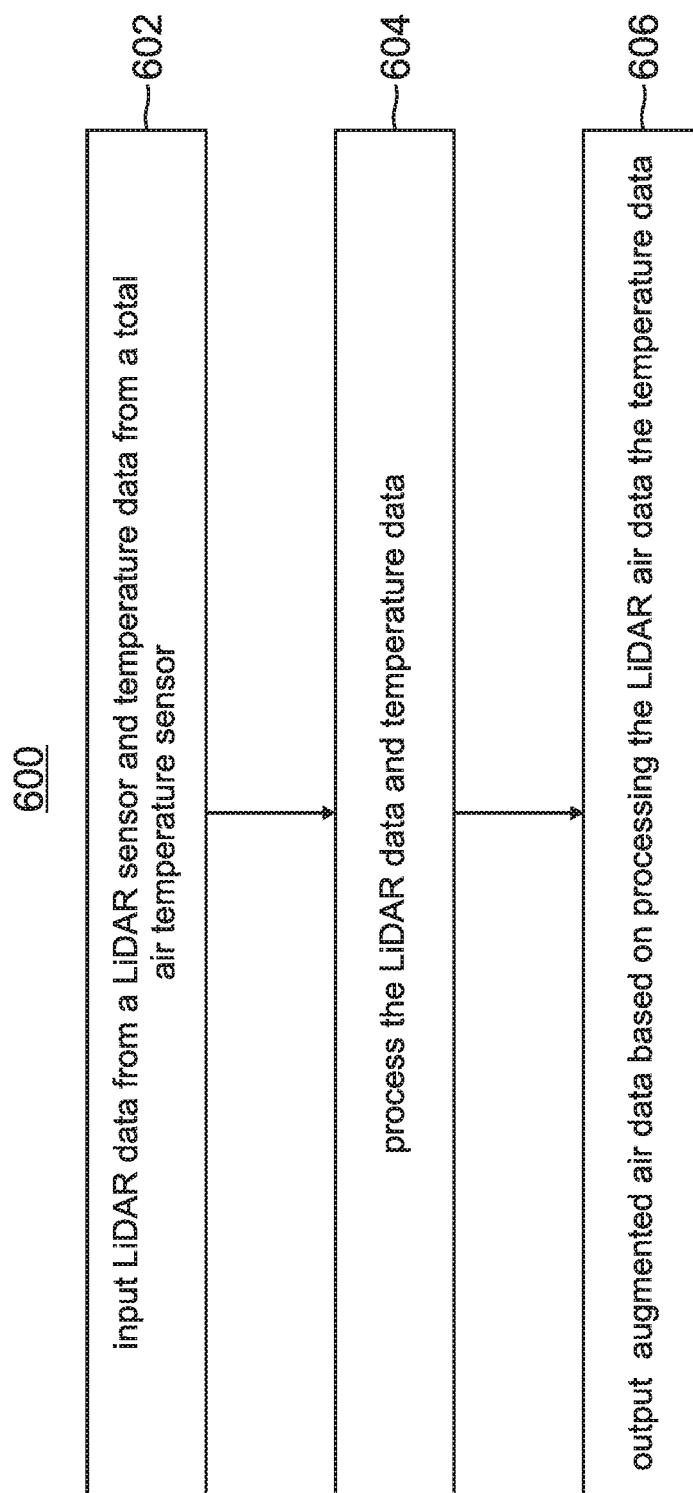 600
input LiDAR data from a LiDAR sensor and temperature data from a total
air temperature sensor
602
process the LiDAR data and temperature data
604
output augmented air data based on processing the LiDAR air data the temperature data
606